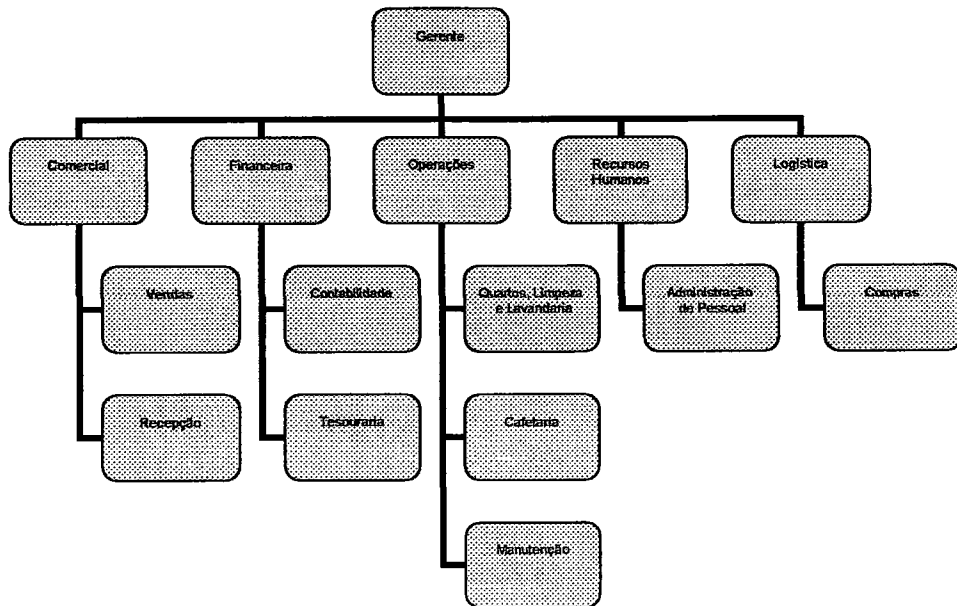 Gerente
Comercial
Financeira
Operações
Recursos
Humanos
Logística
Vendas
Contabilidade
Quartos, Limpeza
e Lavandaria
Administração
de Pessoal
Compras
Recepção
Tesouraria
Cafetaria
Manutenção